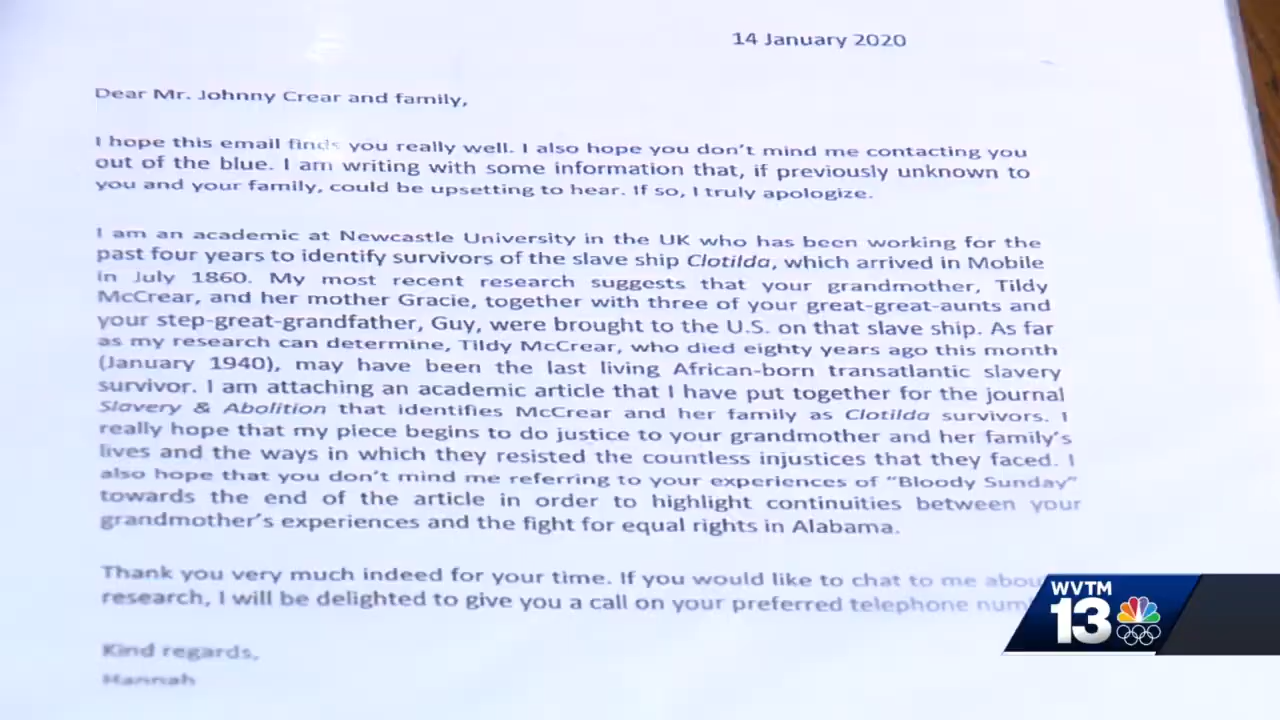 14 January 2020
Dear Mr. Johnny Crear and family,
I hope this email finds you really well. I also hope you don't mind me contacting you
out of the blue. I am writing with some information that, if previously unknown to
you and your family, could be upsetting to hear. If so, I truly apologize.
I am an academic at Newcastle University in the UK who has been working for the
past four years to identify survivors of the slave ship Clotilda, which arrived in Mobile
in July 1860. My most recent research suggests that your grandmother, Tildy
McCrear, and her mother Gracie, together with three of your great-great-aunts and
your step-great-grandfather, Guy, were brought to the U.S. on that slave ship. As far
as my research can determine, Tildy McCrear, who died eighty years ago this month
(January 1940), may have been the last living African-born transatlantic slavery
survivor. I am attaching an academic article that I have put together for the journal
Slavery & Abolition that identifies McCrear and her family as Clotilda survivors. I
really hope that my piece begins to do justice to your grandmother and her family's
lives and the ways in which they resisted the countless injustices that they faced. I
also hope that you don't mind me referring to your experiences of "Bloody Sunday"
towards the end of the article in order to highlight continuities between your
grandmother's experiences and the fight for equal rights in Alabama.
Thank you very much indeed for your time. If you would like to chat to me abou
research, I will be delighted to give you a call on your preferred telephone num
Kind regards,
Hannah
WVTM
13